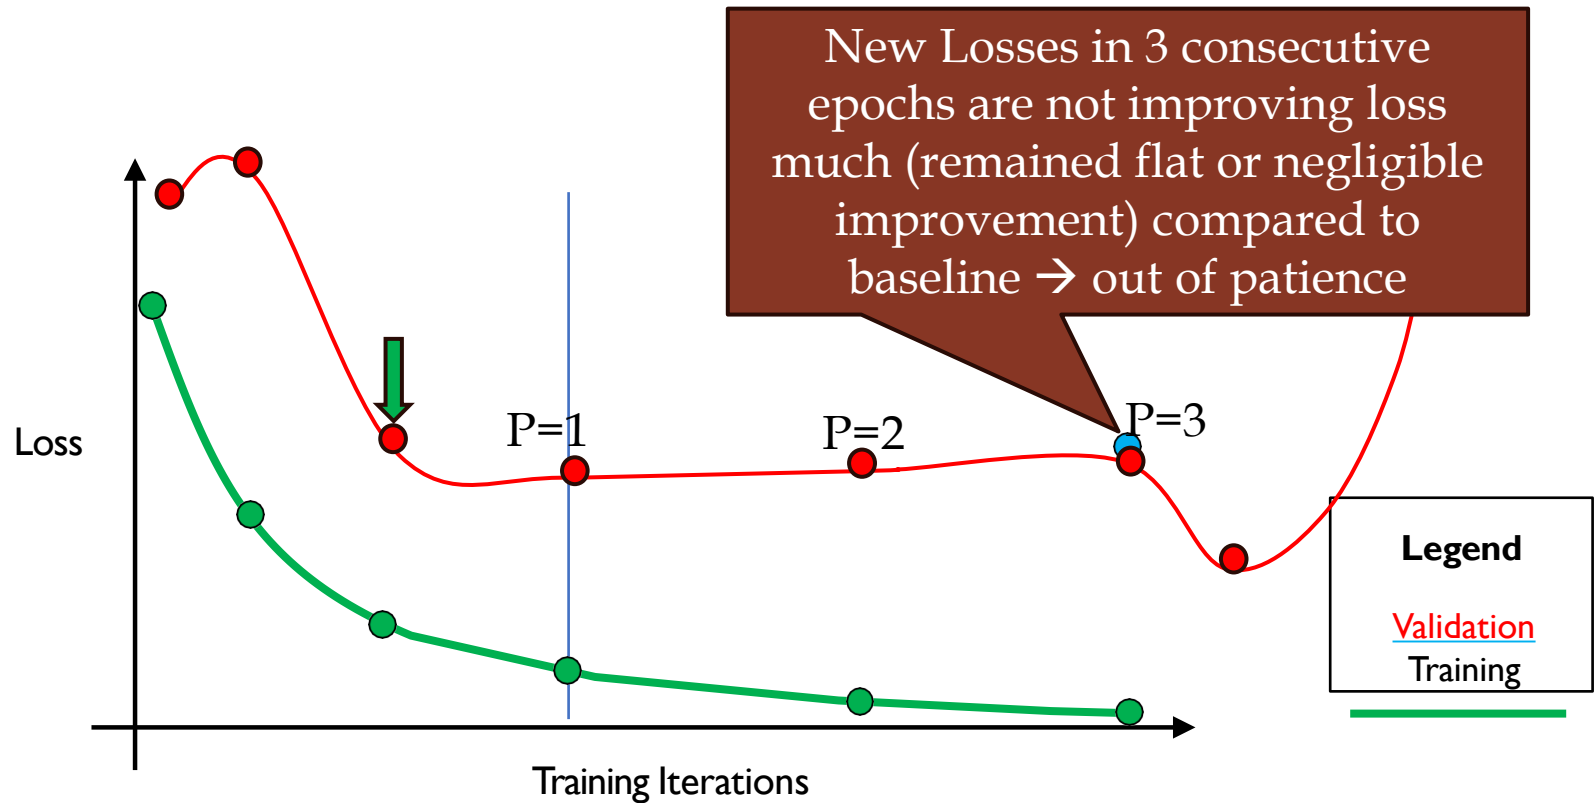 New Losses in 3 consecutive
epochs are not improving loss
much (remained flat or negligible
improvement) compared to
baseline → out of patience
P=1
P=2
P=3
Loss
Legend
Validation
Training
Training Iterations